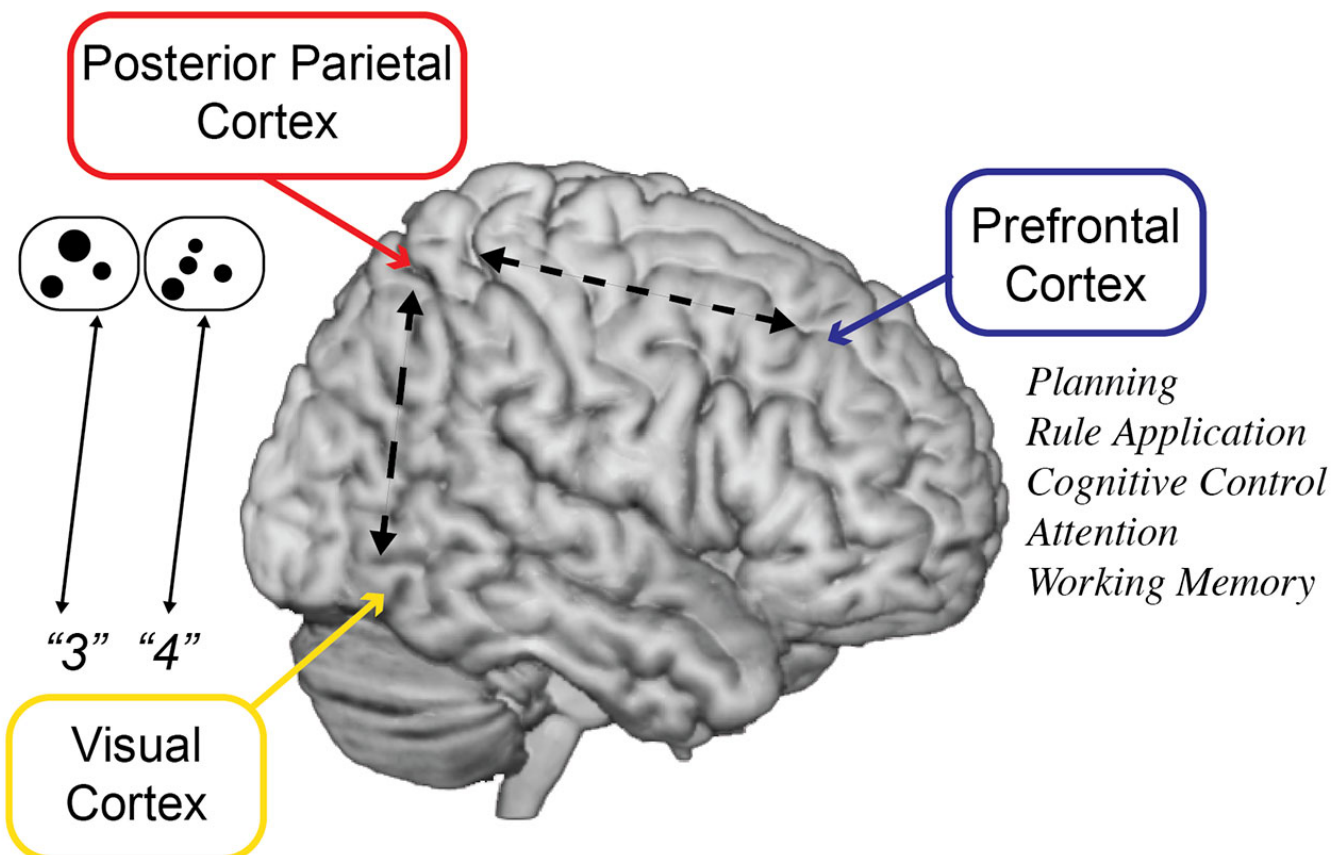 Posterior Parietal
Cortex
Prefrontal
Cortex
Planning
Rule Application
Cognitive Control
Attention
Working Memory
“3” “4”
Visual
Cortex